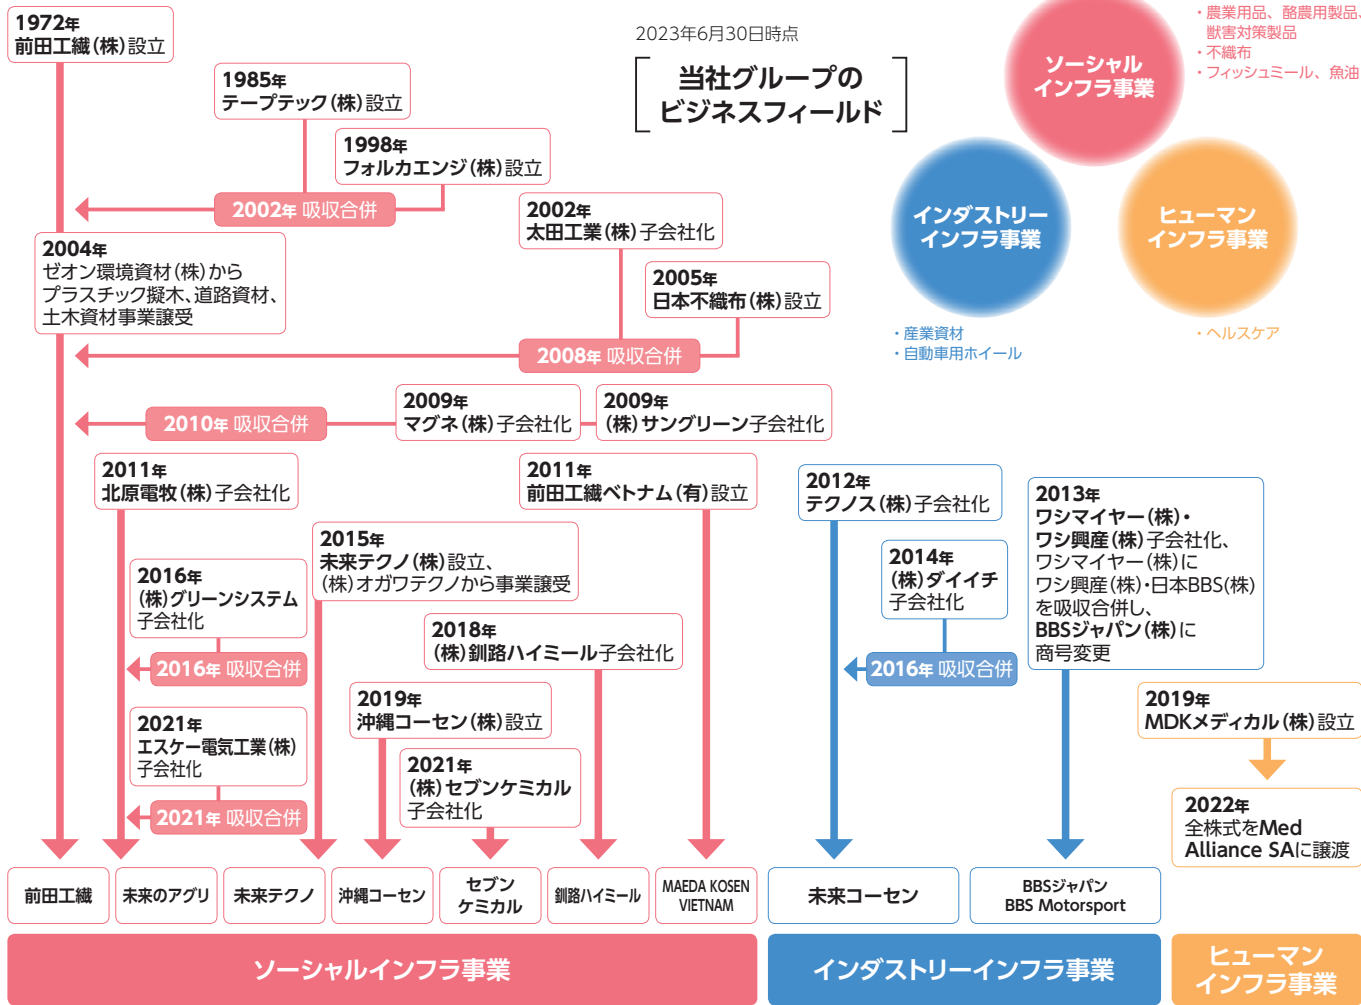 1972年
前田工繊(株)設立
1985年
テープテック(株)設立
1998年
フォルカエンジ(株)設立
2002年 吸収合併
2004年
ゼオン環境資材(株)から
プラスチック擬木、道路資材、
土木資材事業譲受
2002年
太田工業(株)子会社化
2005年
日本不織布(株)設立
2008年 吸収合併
2009年
マグネ(株)子会社化
2009年
(株)サングリーン子会社化
2010年 吸収合併
2023年6月30日時点
当社グループの
ビジネスフィールド
ソーシャル
インフラ事業
・農業用品、酪農用製品、
獣害対策製品
・不織布
・フィッシュミール、魚油
インダストリー
インフラ事業
・産業資材
・自動車用ホイール
ヒューマン
インフラ事業
・ヘルスケア
2011年
北原電牧(株)子会社化
2016年
(株)グリーンシステム
子会社化
2016年 吸収合併
2021年
エスケー電気工業(株)
子会社化
2021年 吸収合併
2015年
未来テクノ(株)設立、
(株)オガワテクノから事業譲受
2019年
沖縄コーセン(株)設立
2021年
(株)セブンケミカル
子会社化
2018年
(株)釧路ハイミール子会社化
2011年
前田工繊ベトナム(有)設立
2012年
テクノス(株)子会社化
2014年
(株)ダイイチ
子会社化
2016年 吸収合併
2013年
ワシマイヤー(株)・
ワシ興産(株)子会社化、
ワシマイヤー(株)に
ワシ興産(株)・日本BBS(株)
を吸収合併し、
BBSジャパン(株)に
商号変更
2019年
MDKメディカル(株)設立
2022年
全株式をMed
Alliance SAに譲渡
前田工繊
未来のアグリ
未来テクノ
沖縄コーセン
セブン
ケミカル
釧路ハイミール
MAEDA KOSEN
VIETNAM
未来コーセン
BBSジャパン
BBS Motorsport
ソーシャルインフラ事業
インダストリーインフラ事業
ヒューマン
インフラ事業